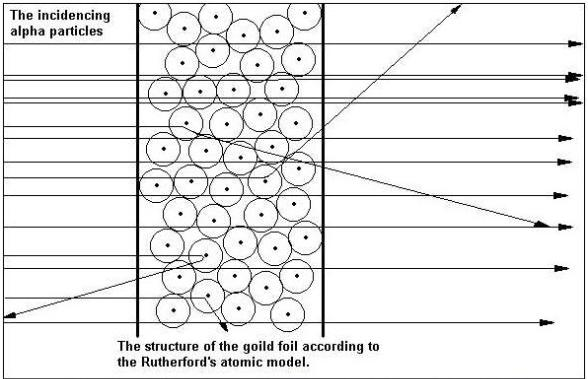 The incidencing
alpha particles
The structure of the goild foil according to
the Rutherford's atomic model.